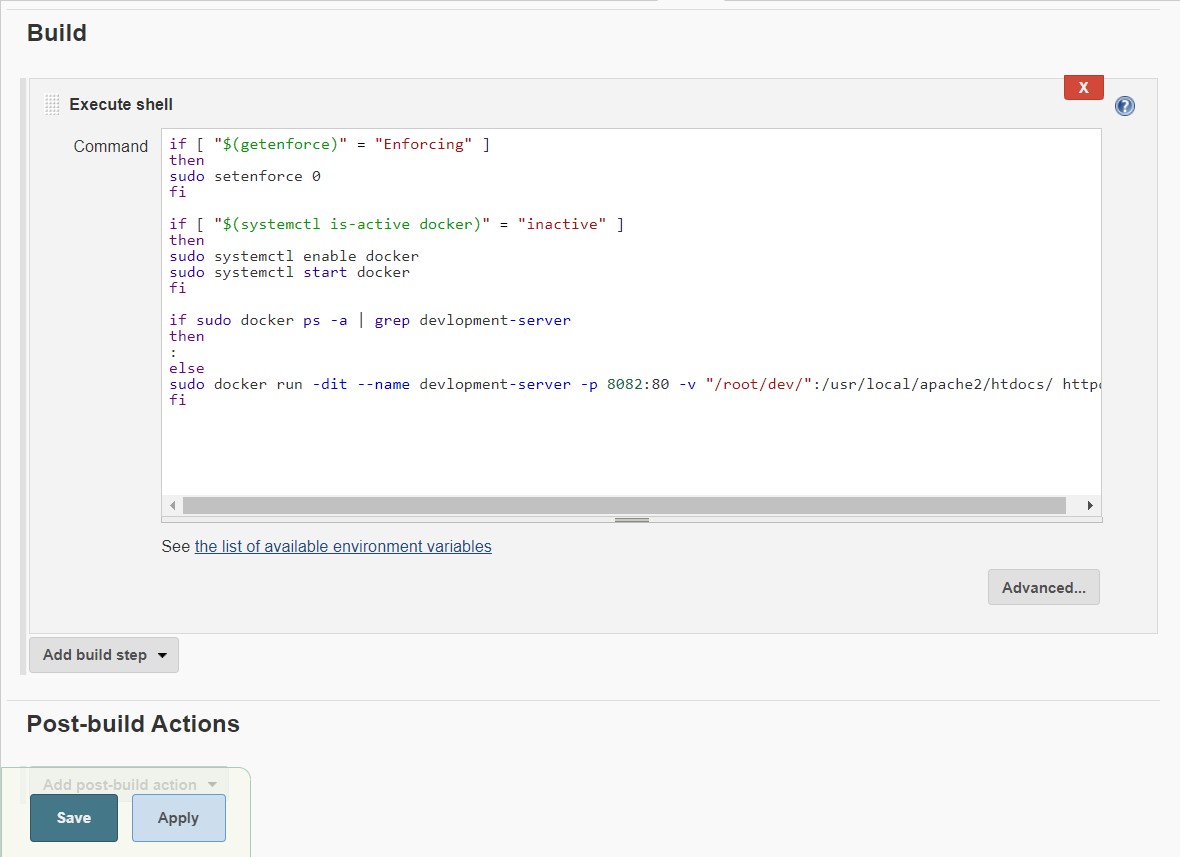 Build
Execute shell
X
?
Command
if [ "$(getenforce)" = "Enforcing" ]
then
sudo setenforce 0
fi
if [ "$(systemctl is-active docker)" = "inactive" ]
then
sudo systemctl enable docker
sudo systemctl start docker
fi
if sudo docker ps -a | grep devlopment-server
then
:
else
sudo docker run -dit --name devlopment-server -p 8082:80 -v "/root/dev/":/usr/local/apache2/htdocs/
fi
See the list of available environment variables
Advanced...
Add build step
Post-build Actions
Add post-build action
Save
Apply